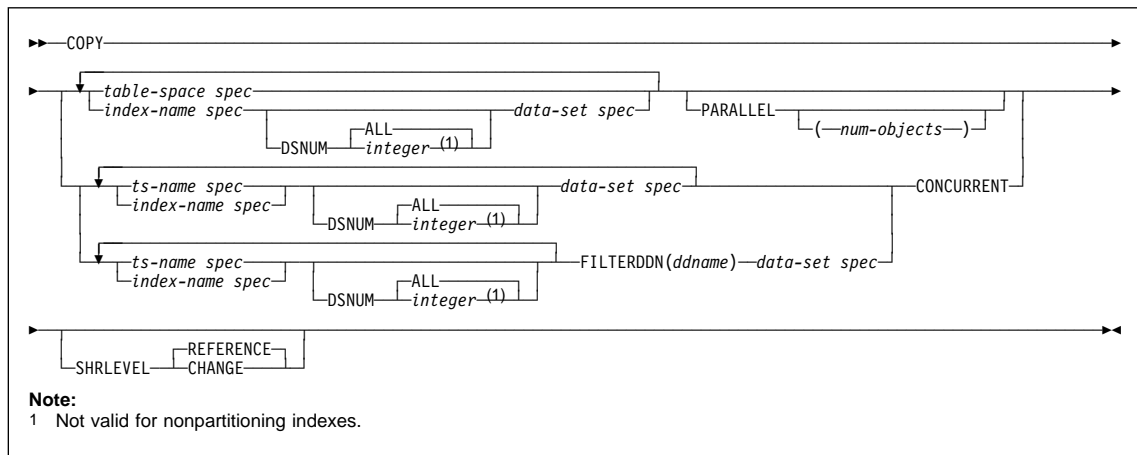 COPY
table-space spec
index-name spec data-set spec PARALLEL
ALL ( num-objects )
DSNUM integer (1)
ts-name spec data-set spec CONCURRENT
index-name spec ALL
DSNUM integer (1)
ts-name spec FILTERDDN(ddname) data-set spec
index-name spec ALL
DSNUM integer (1)
REFERENCE
SHRLEVEL CHANGE
Note:
1 Not valid for nonpartitioning indexes.